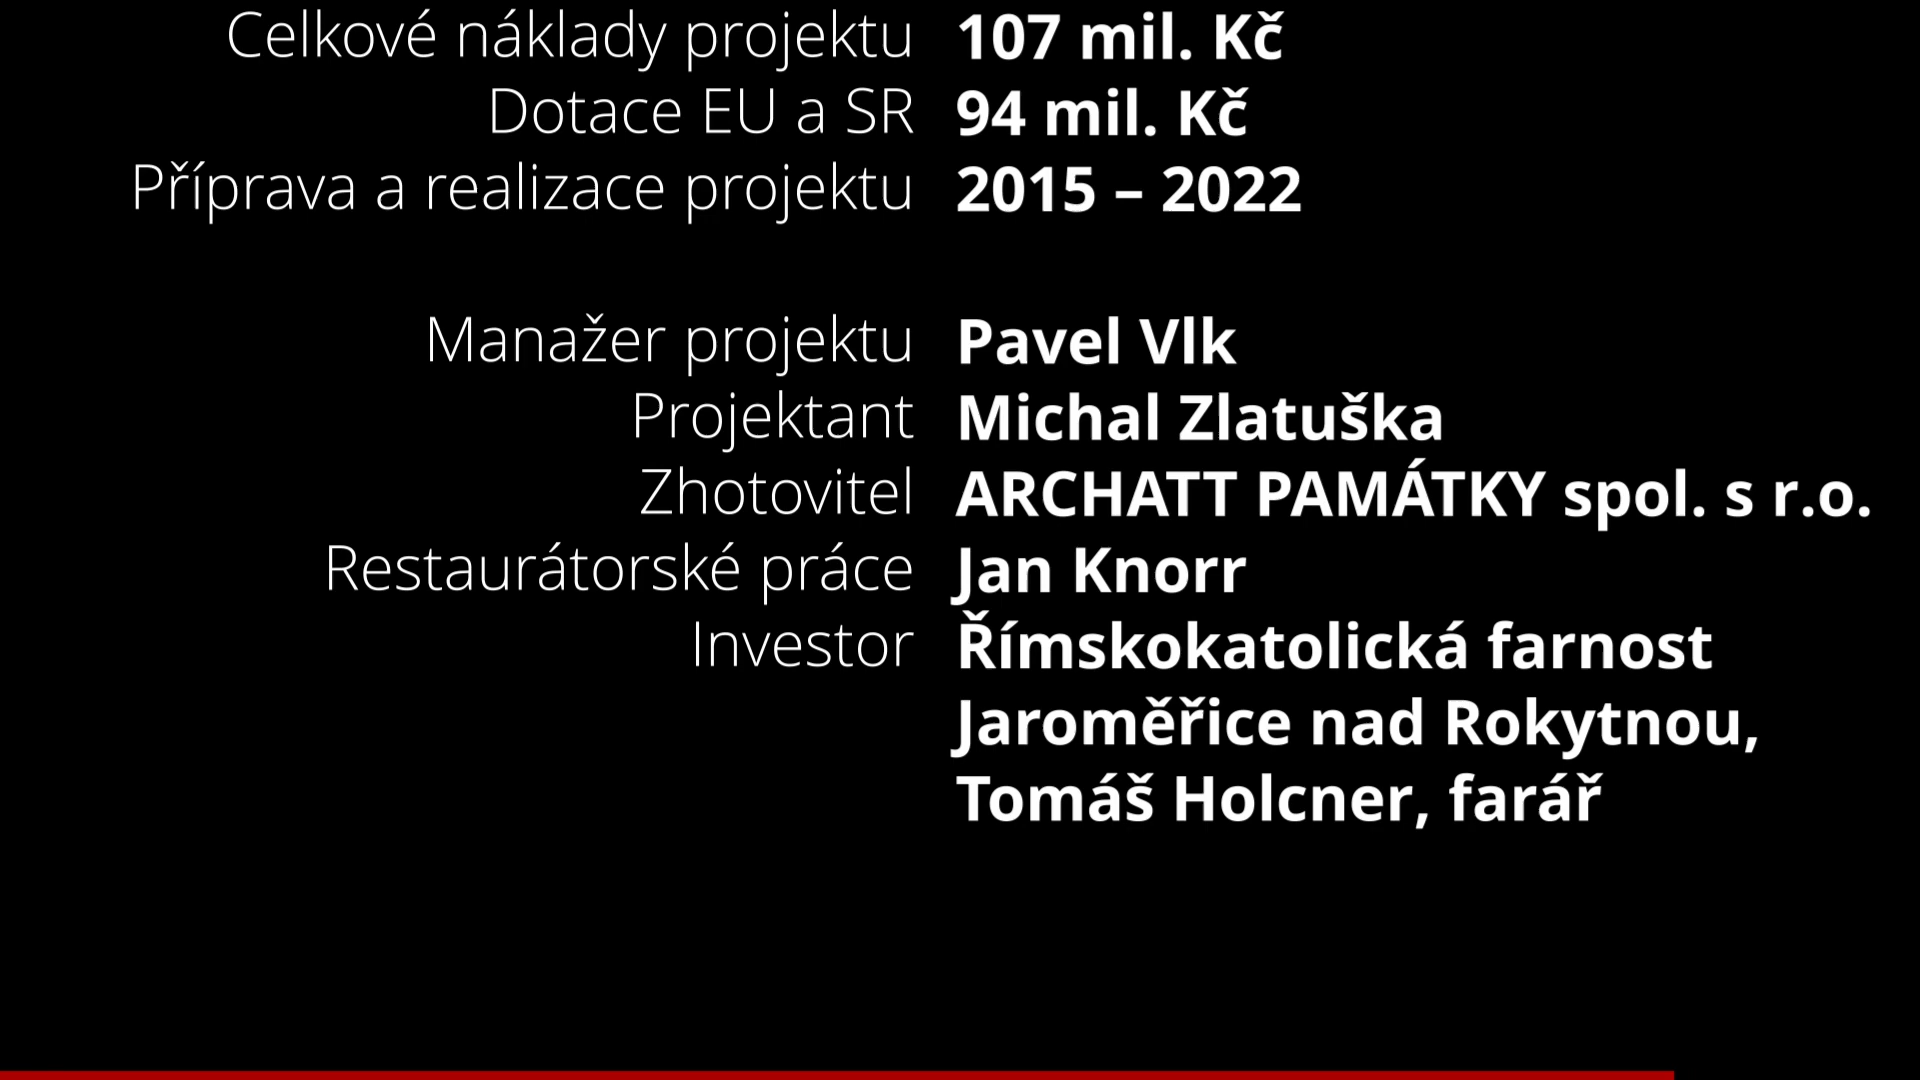 Celkové náklady projektu 107 mil. Kč
Dotace EU a SR 94 mil. Kč
Příprava a realizace projektu 2015 – 2022
Manažer projektu Pavel Vlk
Projektant Michal Zlatuška
Zhotovitel ARCHATT PAMÁTKY spol. s r.o.
Restaurátorské práce Jan Knorr
Investor Římskokatolická farnost
Jaroměřice nad Rokytnou,
Tomáš Holcner, farář